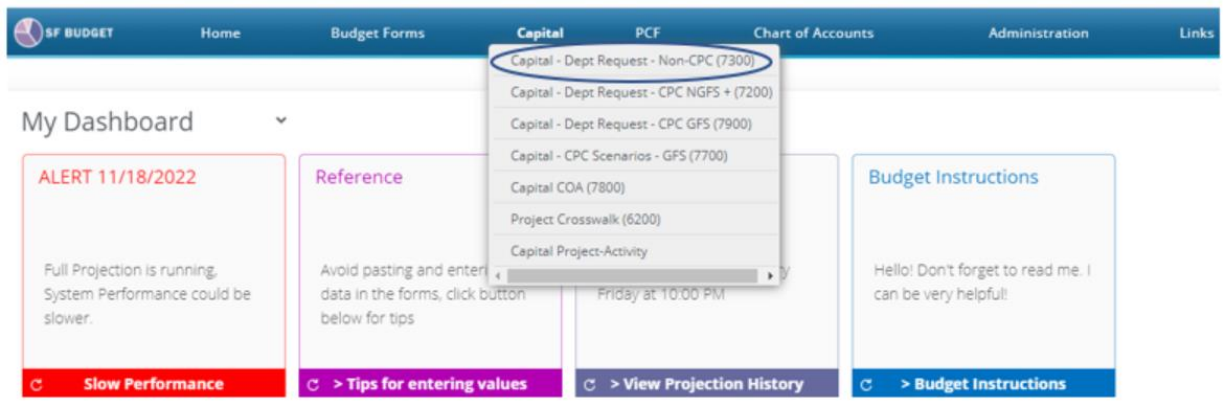 SF BUDGET Home Budget Forms Capital PCF Chart of Accounts Administration Links
Capital - Dept Request - Non-CPC (7300)
Capital - Dept Request - CPC NGFS + (7200)
Capital - Dept Request - CPC GFS (7900)
Capital - CPC Scenarios - GFS (7700)
Capital COA (7800)
Project Crosswalk (6200)
Capital Project-Activity
My Dashboard
ALERT 11/18/2022
Full Projection is running,
System Performance could be
slower.
Slow Performance
Reference
Avoid pasting and enteri
data in the forms, click button
below for tips
> Tips for entering values
y
Friday at 10:00 PM
> View Projection History
Budget Instructions
Hello! Don't forget to read me. I
can be very helpful!
> Budget Instructions